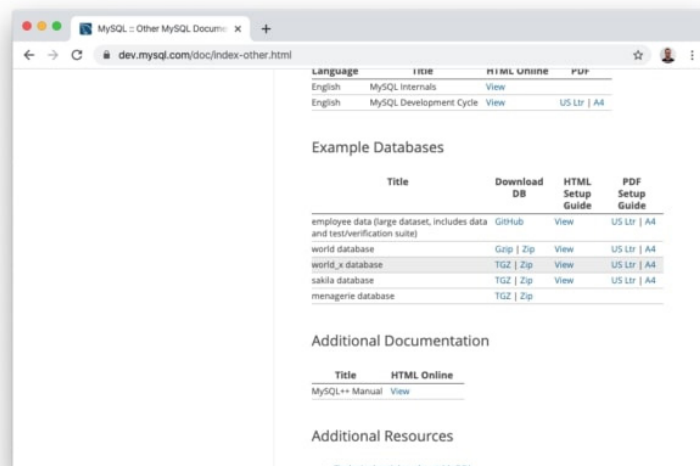 MySQL :: Other MySQL Docume
dev.mysql.com/doc/index-other.html
Language Title HTML Online PDF
English MySQL Internals View
English MySQL Development Cycle View US Ltr | A4
Example Databases
Title Download DB HTML Setup Guide PDF Setup Guide
employee data (large dataset, includes data GitHub View US Ltr | A4
and test/verification suite)
world database Gzip | Zip View US Ltr | A4
world_x database TGZ | Zip View US Ltr | A4
sakila database TGZ | Zip View US Ltr | A4
menagerie database TGZ | Zip
Additional Documentation
Title HTML Online
MySQL++ Manual View
Additional Resources